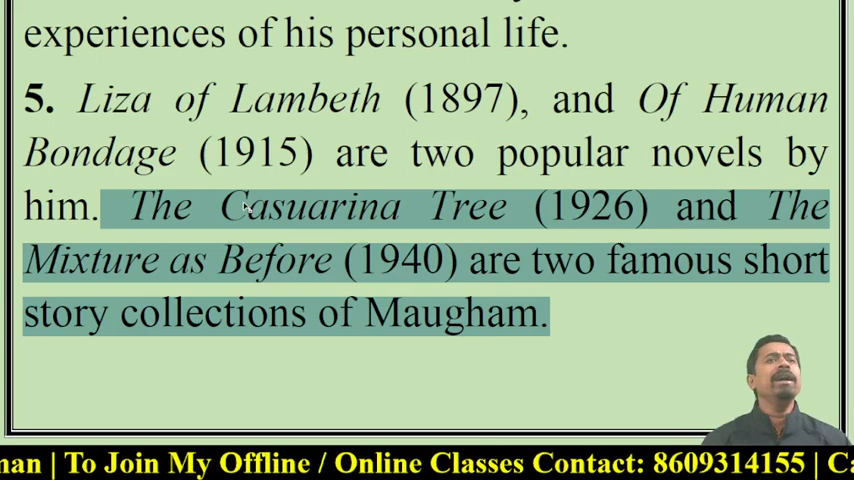 experiences of his personal life.
5. Liza of Lambeth (1897), and Of Human
Bondage (1915) are two popular novels by
him. The Casuarina Tree (1926) and The
Mixture as Before (1940) are two famous short
story collections of Maugham.
| To Join My Offline / Online Classes Contact: 8609314155 |